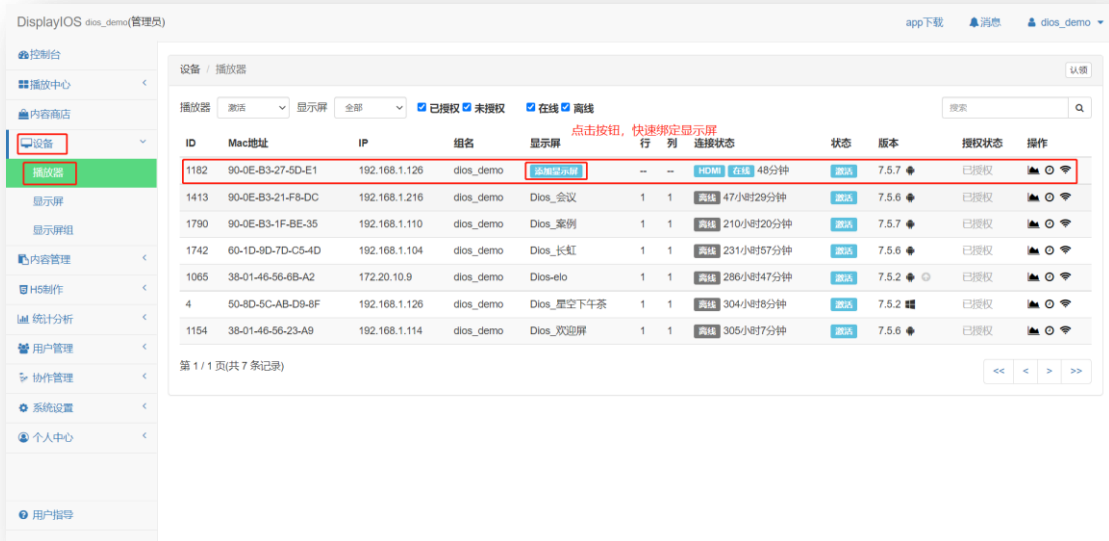 DisplayIOS dios_demo(管理员) app下载 消息 dios_demo
控制台
播放中心
内容商店
设备
播放器
显示屏
显示屏组
内容管理
H5制作
统计分析
用户管理
协作管理
系统设置
个人中心
用户指导
设备 / 播放器 认领
播放器 激活 显示屏 全部 已授权 未授权 在线 离线 搜索
点击按钮，快速绑定显示屏
ID Mac地址 IP 组名 显示屏 行 列 连接状态 状态 版本 授权状态 操作
1182 90-0E-B3-27-5D-E1 192.168.1.126 dios_demo 添加显示屏 -- -- HDMI 在线 48分钟 激活 7.5.7 已授权
1413 90-0E-B3-21-F8-DC 192.168.1.216 dios_demo Dios_会议 1 1 离线 47小时29分钟 激活 7.5.6 已授权
1790 90-0E-B3-1F-BE-35 192.168.1.110 dios_demo Dios_案例 1 1 离线 210小时20分钟 激活 7.5.7 已授权
1742 60-1D-9D-7D-C5-4D 192.168.1.104 dios_demo Dios_长虹 1 1 离线 231小时57分钟 激活 7.5.6 已授权
1065 38-01-46-56-6B-A2 172.20.10.9 dios_demo Dios-elo 1 1 离线 286小时47分钟 激活 7.5.2 已授权
4 50-8D-5C-AB-D9-8F 192.168.1.126 dios_demo Dios_星空下午茶 1 1 离线 304小时8分钟 激活 7.5.2 已授权
1154 38-01-46-56-23-A9 192.168.1.114 dios_demo Dios_欢迎屏 1 1 离线 305小时7分钟 激活 7.5.6 已授权
第 1 / 1 页(共 7 条记录) << < > >>